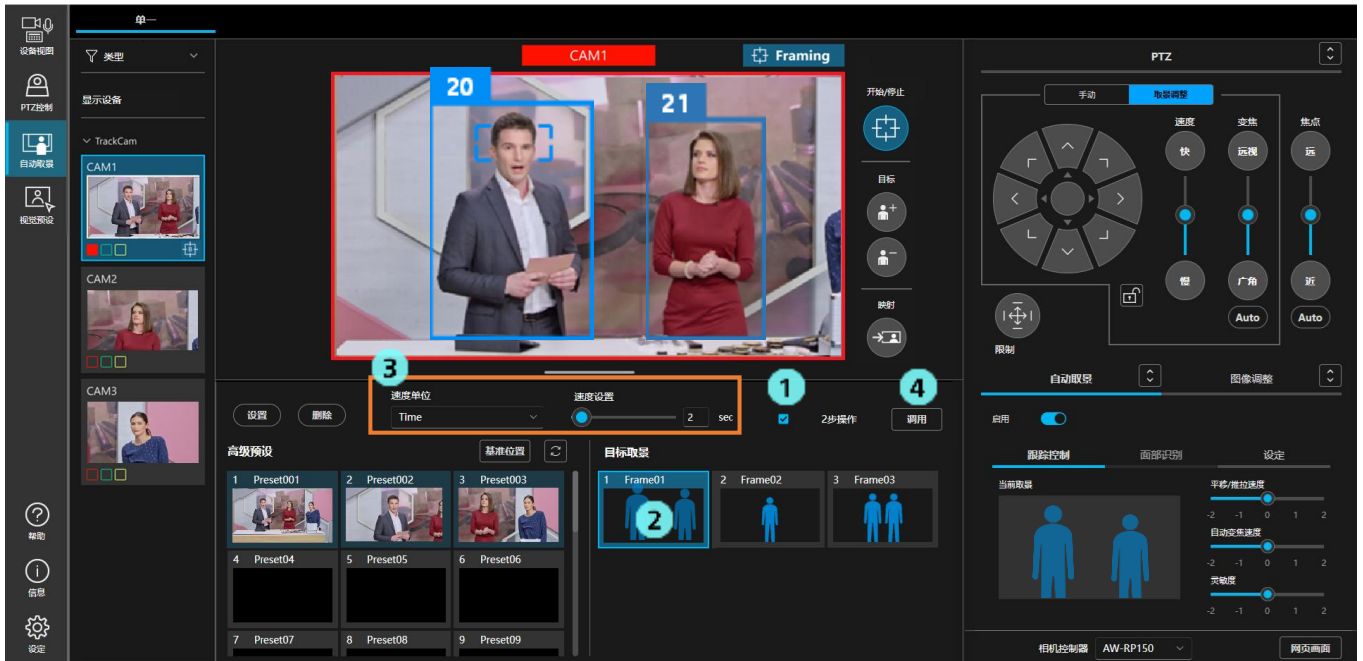 单一
设备视图
PTZ控制
自动取景
视觉预设
帮助
信息
设定
类型
显示设备
TrackCam
CAM1
CAM2
CAM3
CAM1
Framing
20
21
开始/停止
目标
映射
3
速度单位
速度设置
1
4
设置
删除
Time
2
sec
2步操作
调用
高级预设
基准位置
目标取景
1 Preset001
2 Preset002
3 Preset003
4 Preset04
5 Preset05
6 Preset06
7 Preset07
8 Preset08
9 Preset09
1 Frame01
2 Frame02
3 Frame03
2
PTZ
手动
取景调整
速度
变焦
焦点
快
远视
远
慢
广角
近
Auto
Auto
限制
自动取景
图像调整
启用
跟踪控制
面部识别
设定
当前取景
平移/推拉速度
-2 -1 0 1 2
自动变焦速度
-2 -1 0 1 2
灵敏度
-2 -1 0 1 2
相机控制器
AW-RP150
网页画面